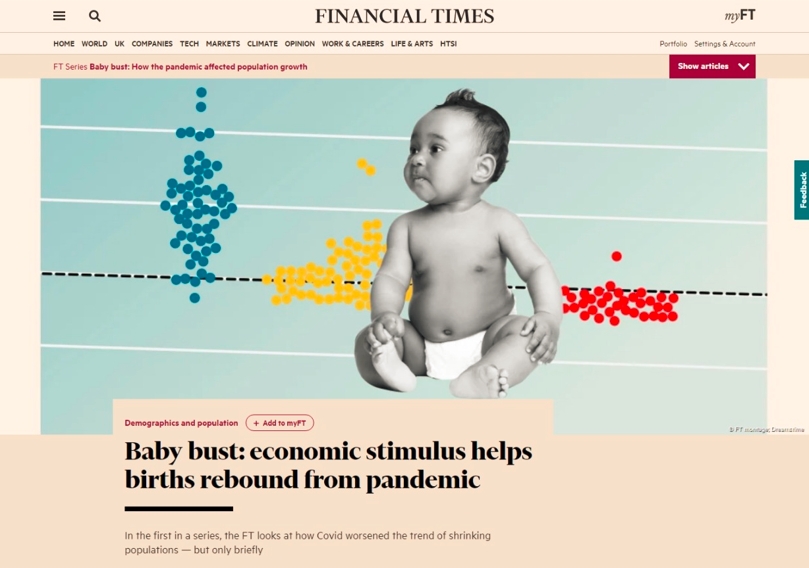 FINANCIAL TIMES
myFT
HOME WORLD UK COMPANIES TECH MARKETS CLIMATE OPINION WORK & CAREERS LIFE & ARTS HTSI
Portfolio Settings & Account
FT Series Baby bust: How the pandemic affected population growth
Show articles
Feedback
© FT montage; Dreamstime
Demographics and population
+ Add to myFT
Baby bust: economic stimulus helps
births rebound from pandemic
In the first in a series, the FT looks at how Covid worsened the trend of shrinking
populations — but only briefly